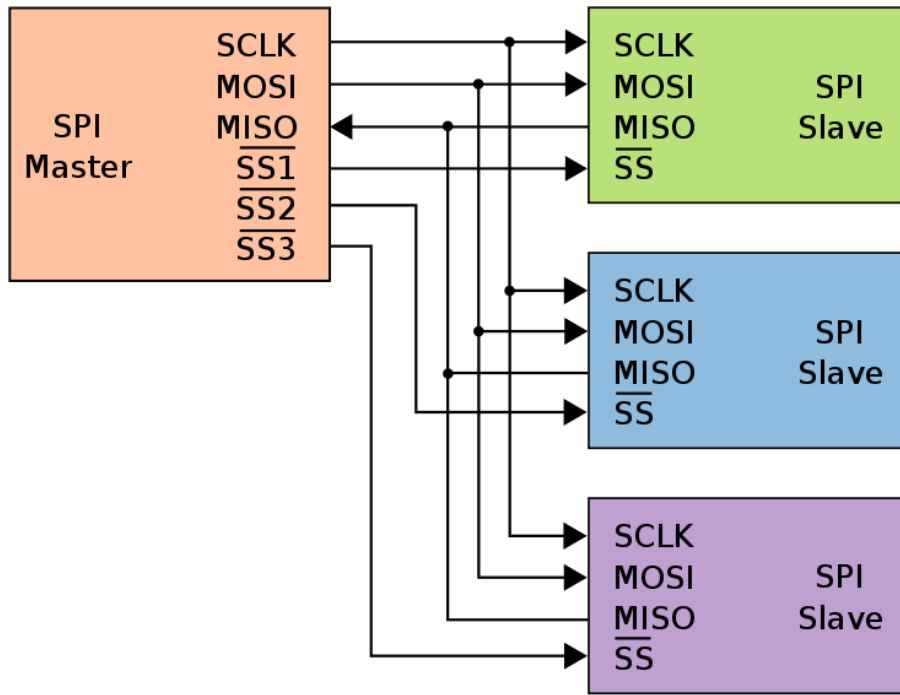 SCLK
MOSI
MISO
SS1
SS2
SS3
SPI
Master
SCLK
MOSI
MISO
SS
SPI
Slave
SCLK
MOSI
MISO
SS
SPI
Slave
SCLK
MOSI
MISO
SS
SPI
Slave